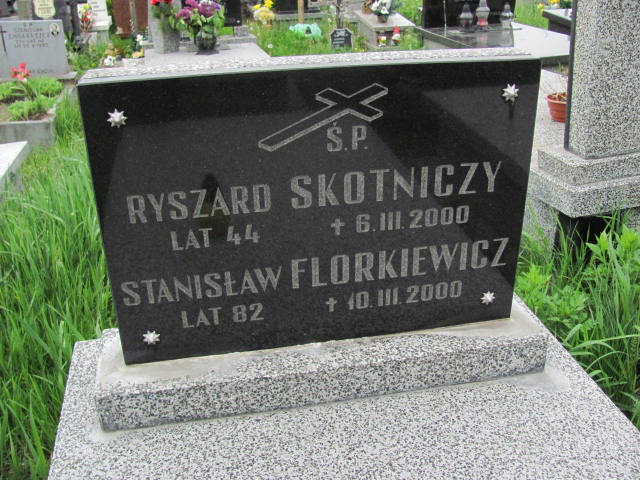 Ś.P.
RYSZARD SKOTNICZY
LAT 44 ✝ 6.III.2000
STANISŁAW FLORKIEWICZ
LAT 82 ✝ 10.III.2000